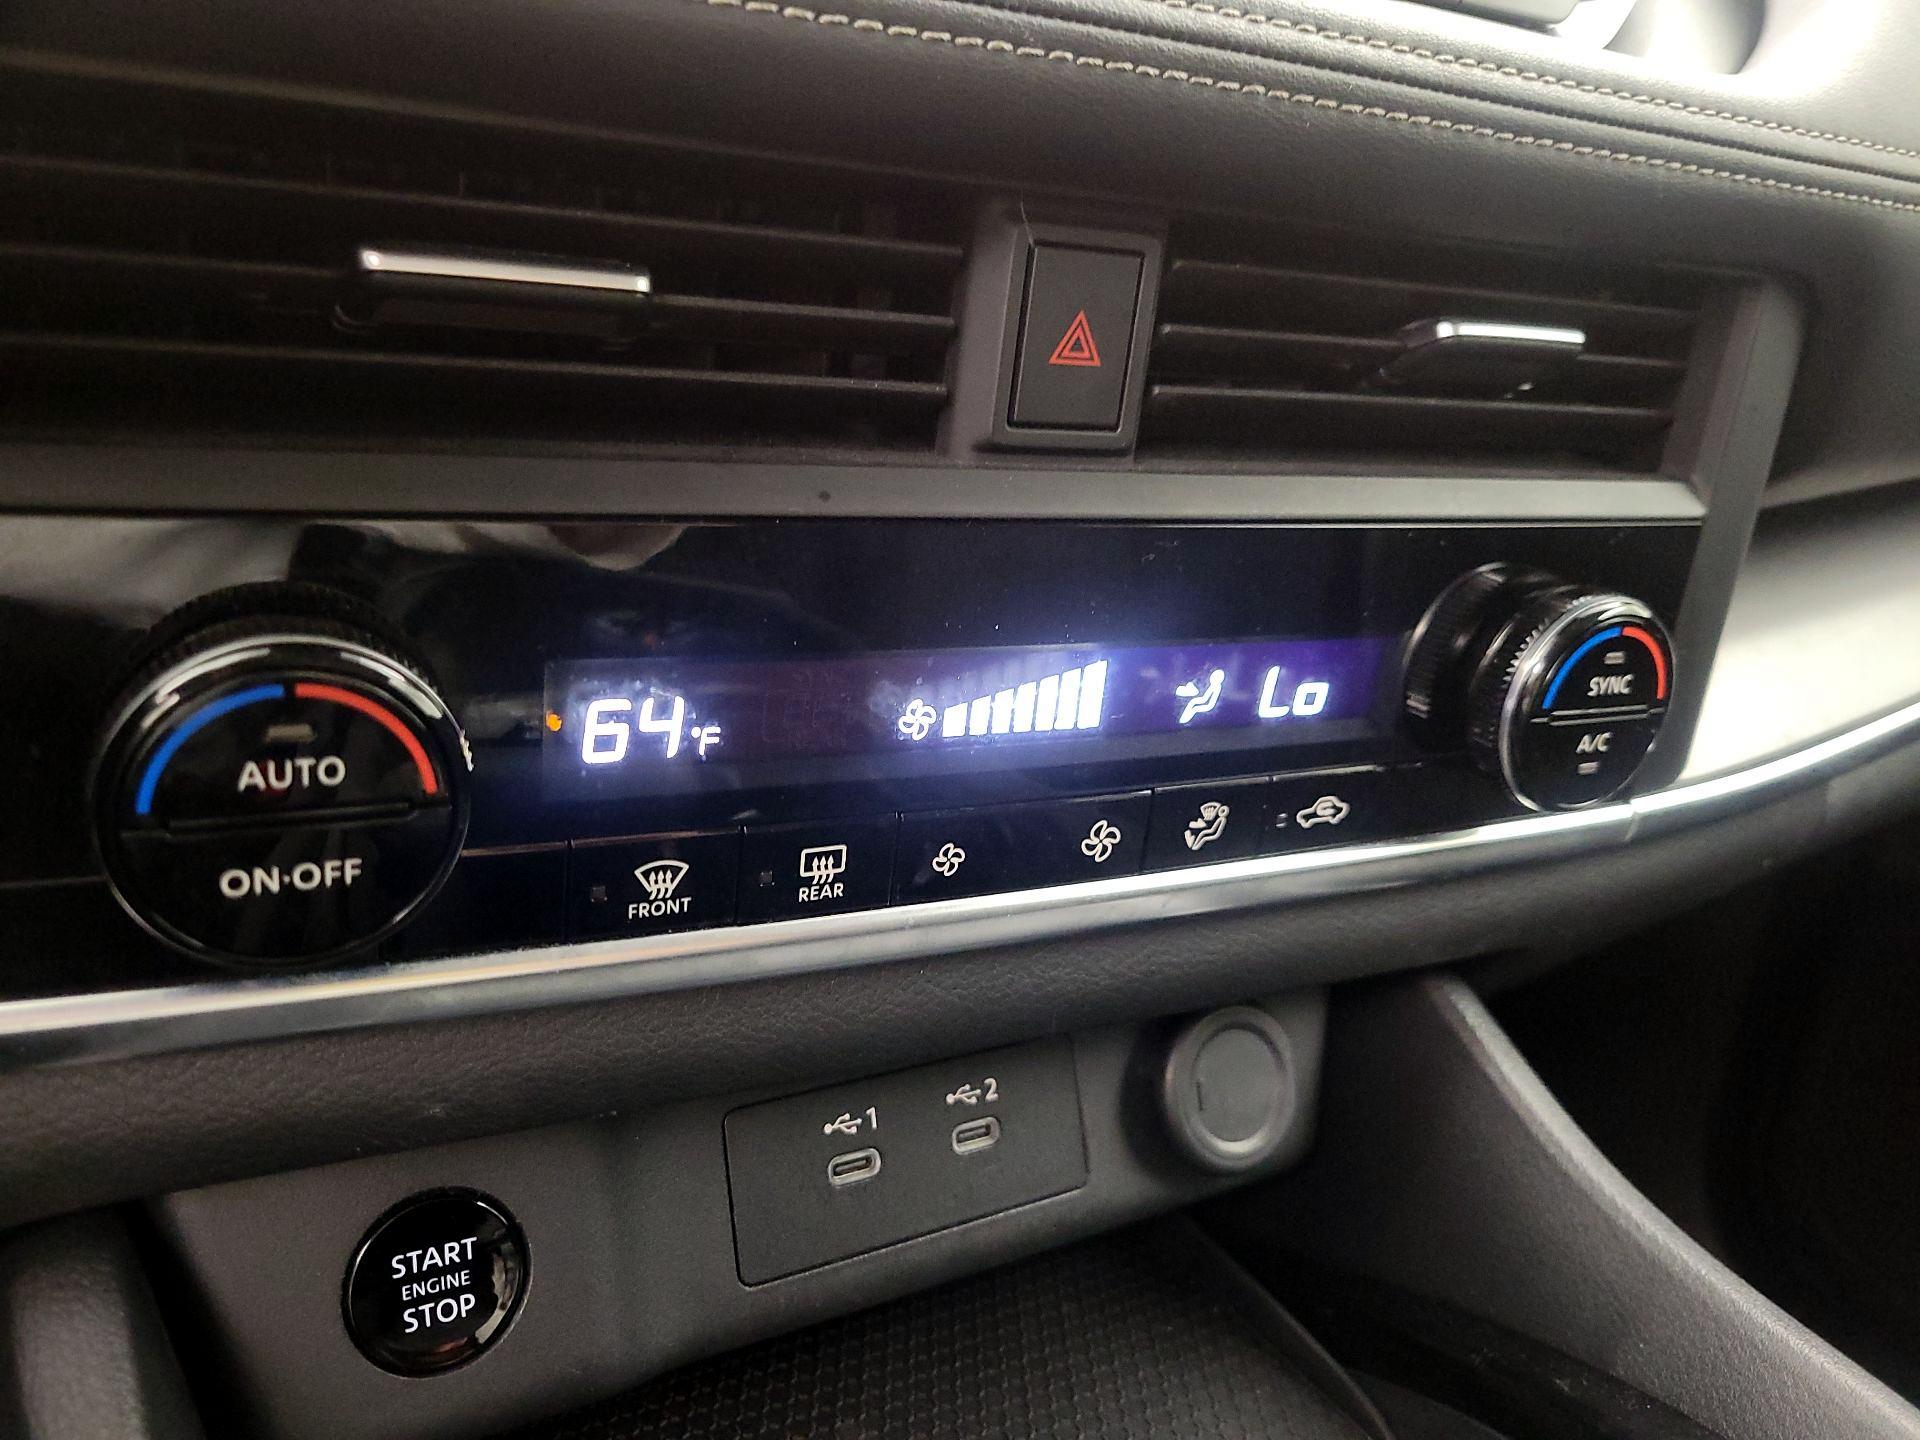 64°F
Lo
AUTO
ON·OFF
SYNC
A/C
FRONT
REAR
1
2
START
ENGINE
STOP